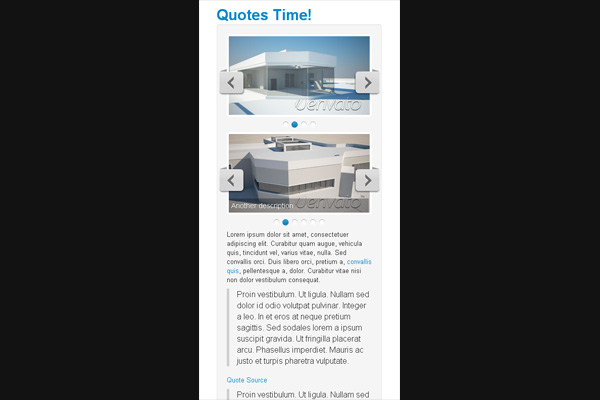 Quotes Time!
envato
envato
Another description
Lorem ipsum dolor sit amet, consectetuer
adipiscing elit. Curabitur quam augue, vehicula
quis, tincidunt vel, varius vitae, nulla. Sed
convallis orci. Duis libero orci, pretium a, convallis
quis, pellentesque a, dolor. Curabitur vitae nisi
non dolor vestibulum consequat.
Proin vestibulum. Ut ligula. Nullam sed
dolor id odio volutpat pulvinar. Integer
a leo. In et eros at neque pretium
sagittis. Sed sodales lorem a ipsum
suscipit gravida. Ut fringilla placerat
arcu. Phasellus imperdiet. Mauris ac
justo et turpis pharetra vulputate.
Quote Source
Proin vestibulum. Ut ligula. Nullam sed